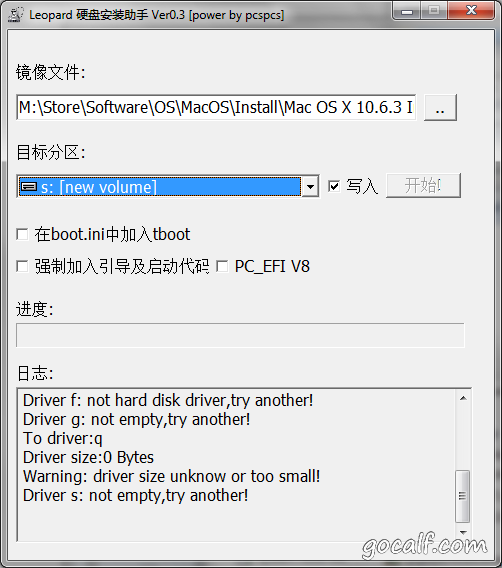 Leopard 硬盘安装助手 Ver0.3 [power by pcspcs]
镜像文件:
M:\Store\Software\OS\MacOS\Install\Mac OS X 10.6.3 I
..
目标分区:
s: [new volume]
写入
开始!
在boot.ini中加入tboot
强制加入引导及启动代码
PC_EFI V8
进度:
日志:
Driver f: not hard disk driver,try another!
Driver g: not empty,try another!
To driver:q
Driver size:0 Bytes
Warning: driver size unknow or too small!
Driver s: not empty,try another!
gocalf.com